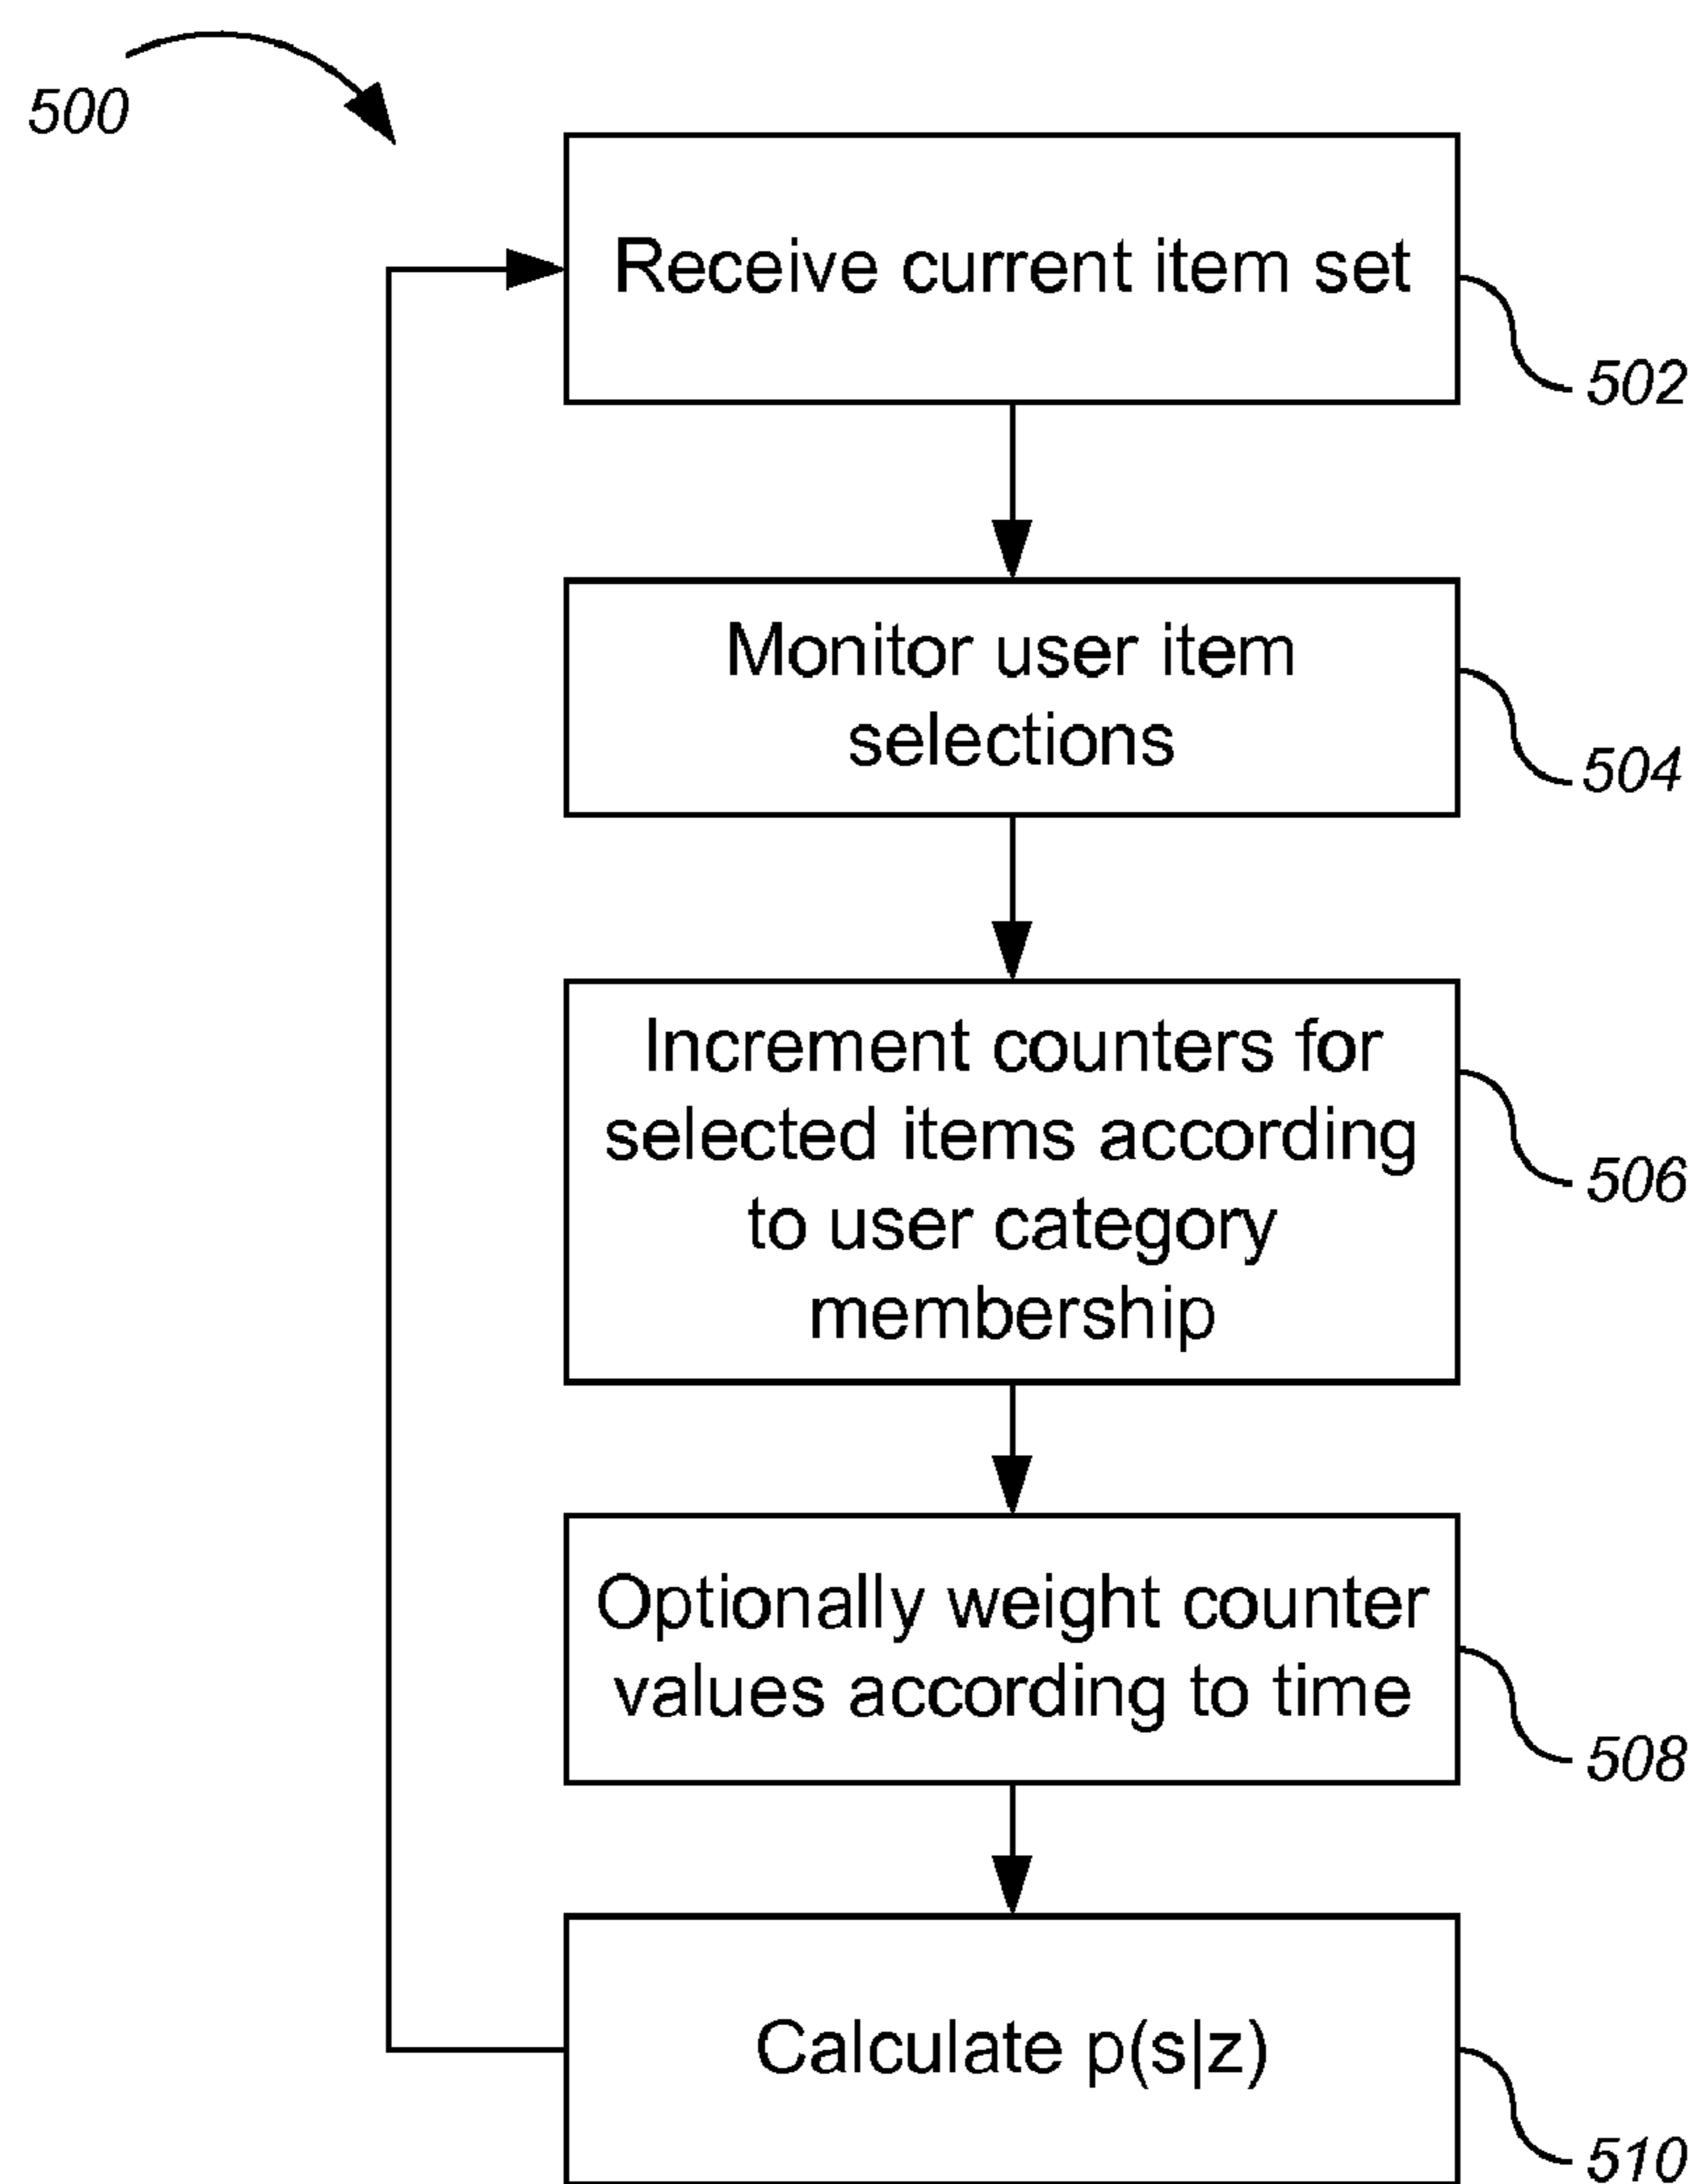 500
Receive current item set
502
Monitor user item
selections
504
Increment counters for
selected items according
to user category
membership
506
Optionally weight counter
values according to time
508
Calculate p(s|z)
510